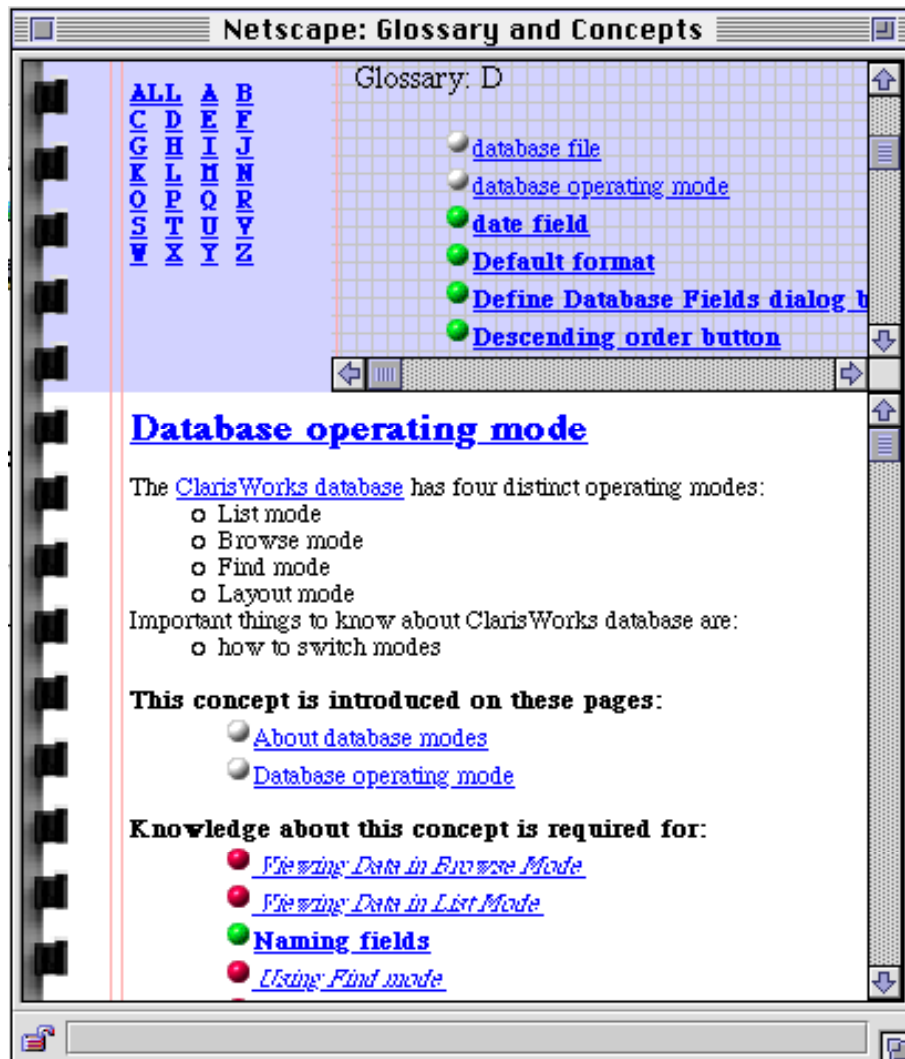 Netscape: Glossary and Concepts
ALL A B
C D E F
G H I J
K L M N
O P Q R
S T U V
W X Y Z
Glossary: D
database file
database operating mode
date field
Default format
Define Database Fields dialog b
Descending order button
Database operating mode
The ClarisWorks database has four distinct operating modes:
List mode
Browse mode
Find mode
Layout mode
Important things to know about ClarisWorks database are:
how to switch modes
This concept is introduced on these pages:
About database modes
Database operating mode
Knowledge about this concept is required for:
Viewing Data in Browse Mode
Viewing Data in List Mode
Naming fields
Using Find mode